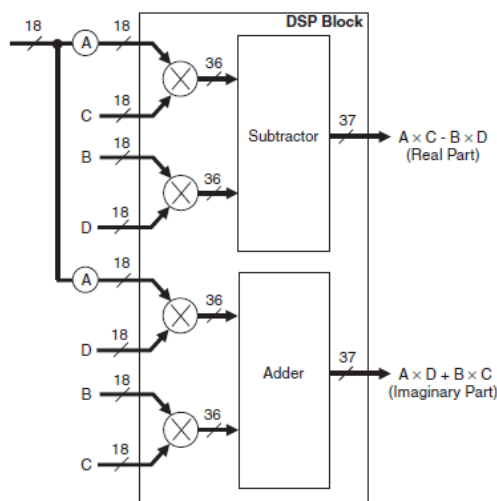 DSP Block
18
A
18
36
C
18
Subtractor
37
A × C - B × D
(Real Part)
B
18
36
D
18
A
18
36
D
18
Adder
37
A × D + B × C
(Imaginary Part)
B
18
36
C
18